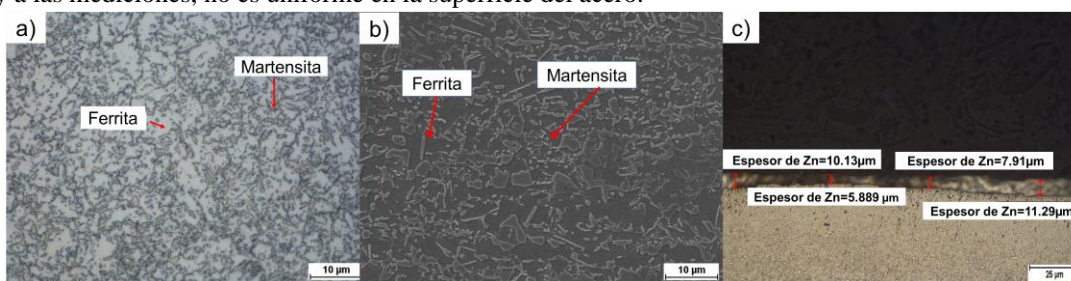 y a las mediciones, no es uniforme en la superficie del acero.
a)
Martensita
Ferrita
10 µm
b)
Ferrita
Martensita
10 µm
c)
Espesor de Zn=10.13µm
Espesor de Zn=7.91µm
Espesor de Zn=5.889 µm
Espesor de Zn=11.29µm
25 µm